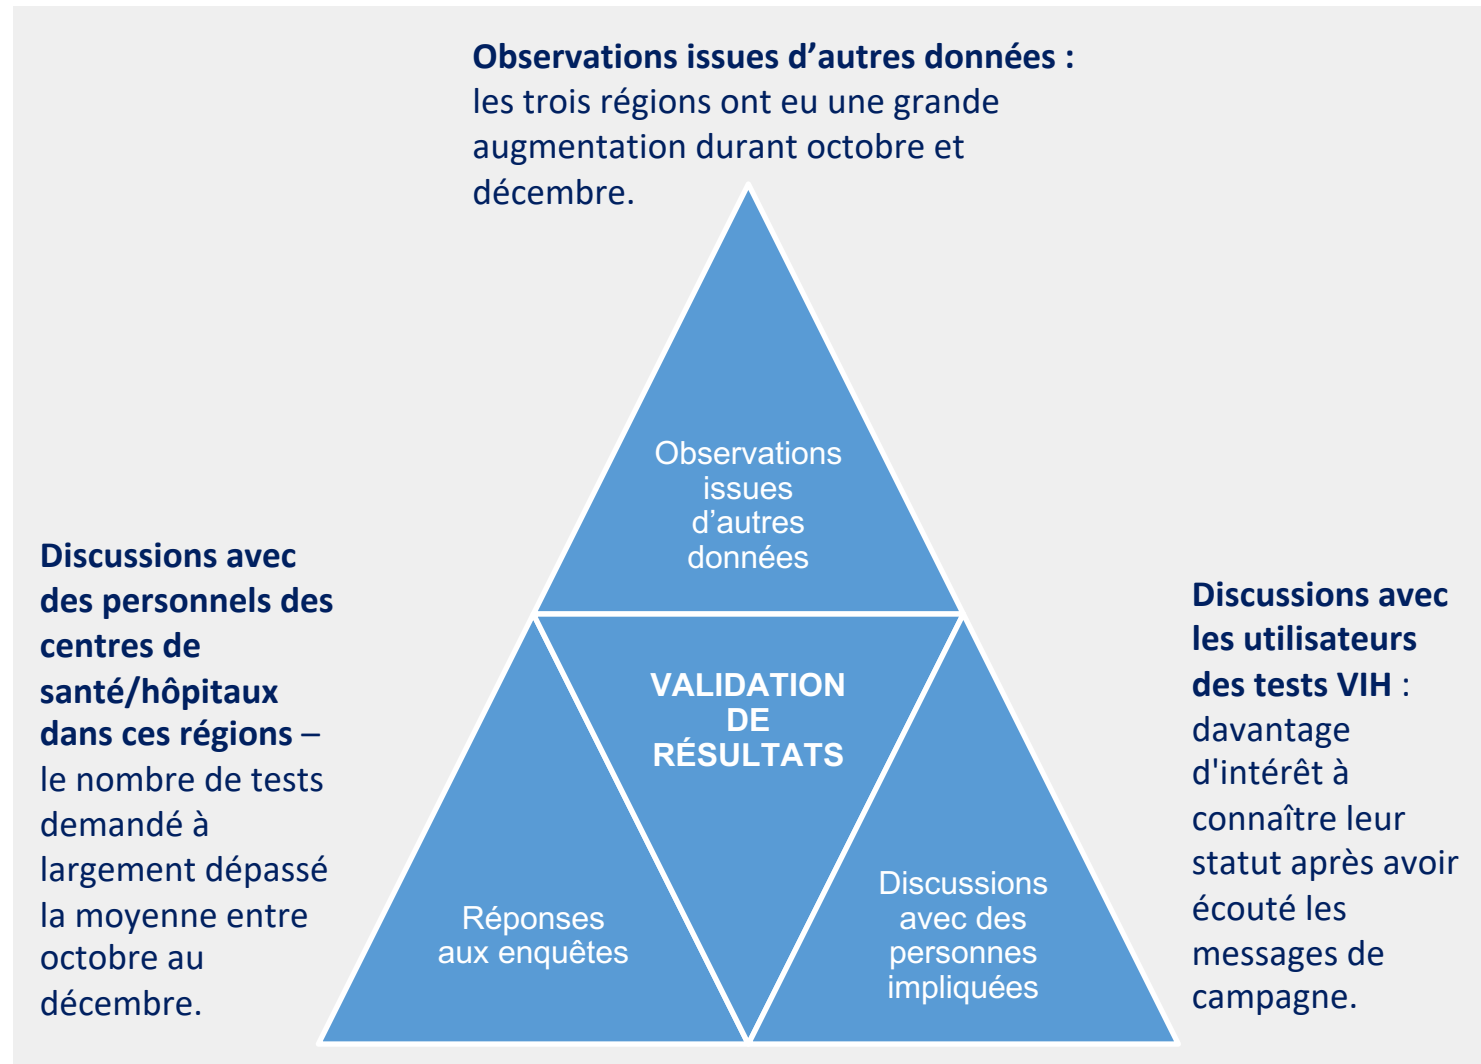 Observations issues d’autres données :
les trois régions ont eu une grande
augmentation durant octobre et
décembre.
Observations
issues
d’autres
données
Discussions avec
des personnels des
centres de
santé/hôpitaux
dans ces régions –
le nombre de tests
demandé à
largement dépassé
la moyenne entre
octobre au
décembre.
VALIDATION
DE
RÉSULTATS
Réponses
aux enquêtes
Discussions
avec des
personnes
impliquées
Discussions avec
les utilisateurs
des tests VIH :
davantage
d'intérêt à
connaître leur
statut après avoir
écouté les
messages de
campagne.